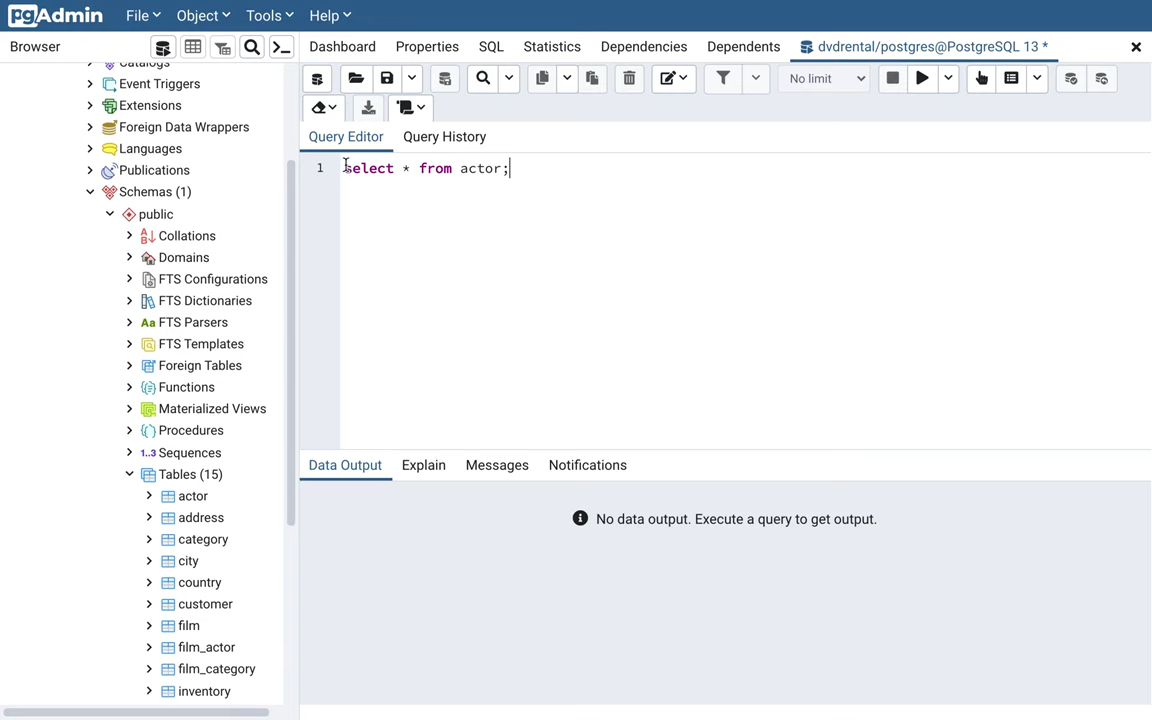 pgAdmin File Object Tools Help
Browser
Dashboard Properties SQL Statistics Dependencies Dependents dvdrental/postgres@PostgreSQL 13 *
No limit
Query Editor Query History
1 select * from actor;
Catalogs
Event Triggers
Extensions
Foreign Data Wrappers
Languages
Publications
Schemas (1)
public
Collations
Domains
FTS Configurations
FTS Dictionaries
Aa FTS Parsers
FTS Templates
Foreign Tables
Functions
Materialized Views
Procedures
1..3 Sequences
Tables (15)
actor
address
category
city
country
customer
film
film_actor
film_category
inventory
Data Output Explain Messages Notifications
No data output. Execute a query to get output.